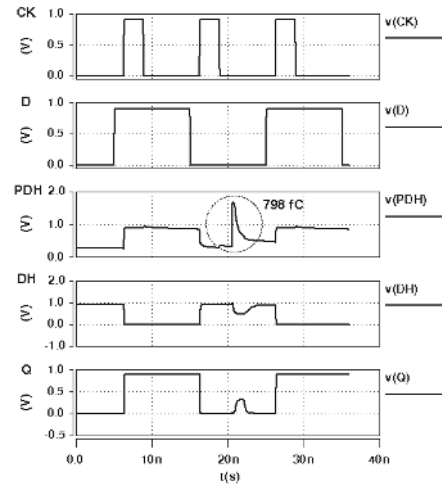 CK
(V)
1.0
0.5
0.0
v(CK)
D
(V)
1.0
0.5
0.0
v(D)
PDH
(V)
2.0
1.0
0.0
798 fC
v(PDH)
DH
(V)
2.0
1.0
0.0
-1.0
v(DH)
Q
(V)
1.0
0.5
0.0
-0.5
v(Q)
0.0 10n 20n 30n 40n
t(s)